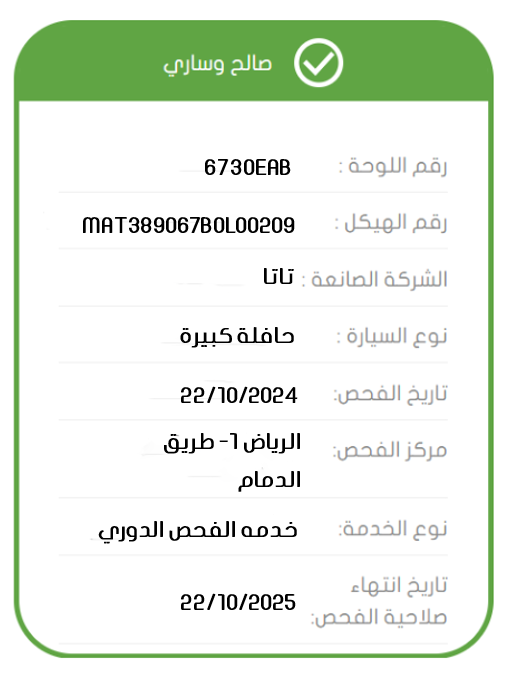 صالح وساري
رقم اللوحة : 6730EAB
رقم الهيكل : MAT389067B0L00209
الشركة الصانعة : تاتا
نوع السيارة : حافلة كبيرة
تاريخ الفحص: 22/10/2024
مركز الفحص: الرياض 1- طريق
الدمام
نوع الخدمة: خدمه الفحص الدوري
تاريخ انتهاء
صلاحية الفحص: 22/10/2025